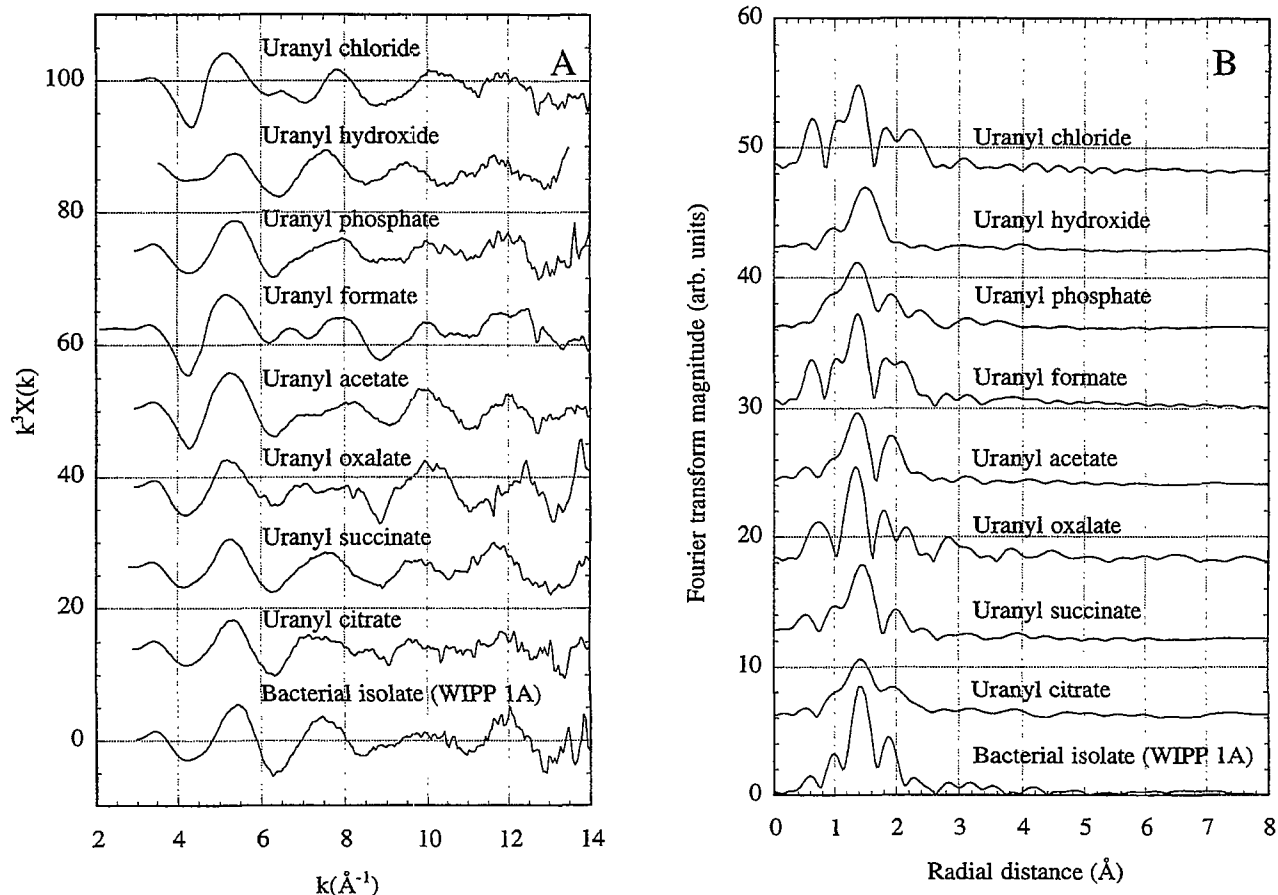 A
Uranyl chloride
100
Uranyl hydroxide
80
Uranyl phosphate
Uranyl formate
60
Uranyl acetate
Uranyl oxalate
40
Uranyl succinate
20
Uranyl citrate
Bacterial isolate (WIPP 1A)
0
2 4 6 8 10 12 14
k(Å⁻¹)
k³X(k)
B
60
Uranyl chloride
50
Uranyl hydroxide
40
Uranyl phosphate
Uranyl formate
30
Uranyl acetate
Uranyl oxalate
20
Uranyl succinate
10
Uranyl citrate
Bacterial isolate (WIPP 1A)
0
0 1 2 3 4 5 6 7 8
Radial distance (Å)
Fourier transform magnitude (arb. units)